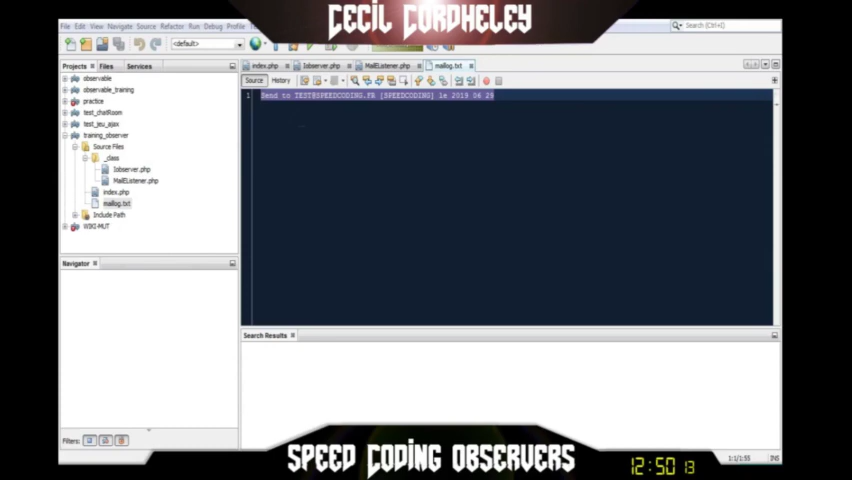 CECIL CORDHELEY
File Edit View Navigate Source Refactor Run Debug Profile
Search (Ctrl+I)
<default>
Projects Files Services
index.php Iobserver.php MailEListener.php maillog.txt
Source History
observable
observable_training
practice
test_chatRoom
test_jeu_ajax
training_observer
Source Files
_class
Iobserver.php
MailEListener.php
index.php
maillog.txt
Include Path
WIKI-MUT
1 Send to TEST@SPEEDCODING.FR [SPEEDCODING] le 2019 06 29
Navigator
Search Results
Filters:
1:1/1:55 INS
SPEED CODING OBSERVERS
12:50 13